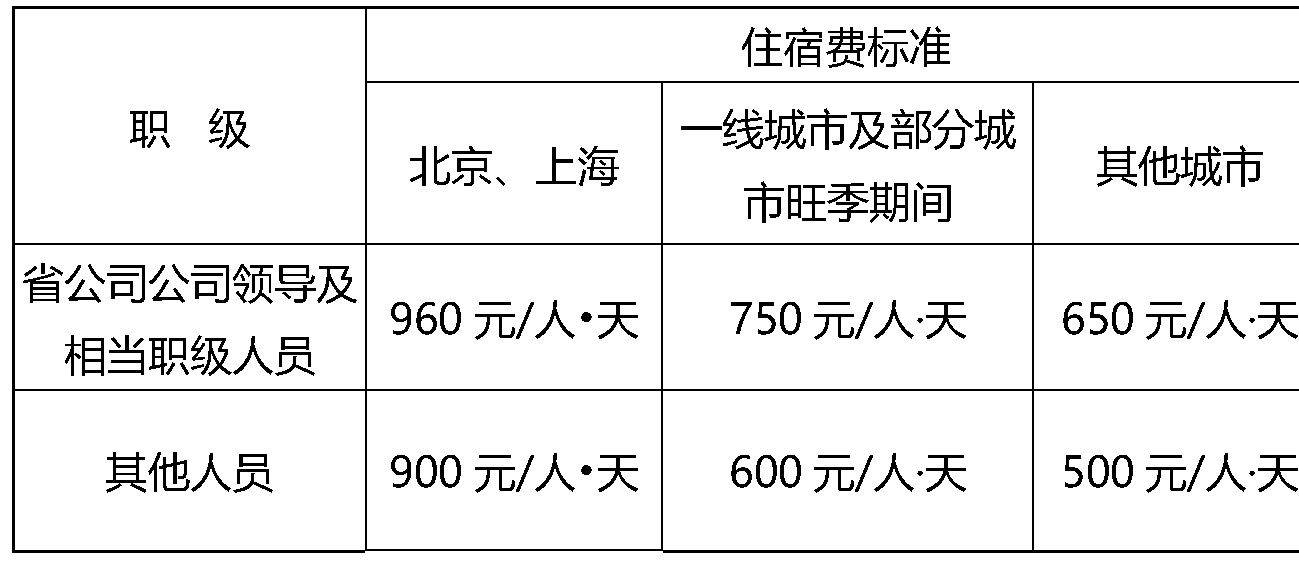 职 级
住宿费标准
北京、上海
一线城市及部分城
市旺季期间
其他城市
省公司公司领导及
相当职级人员
960 元/人•天
750 元/人·天
650 元/人·天
其他人员
900 元/人•天
600 元/人·天
500 元/人·天